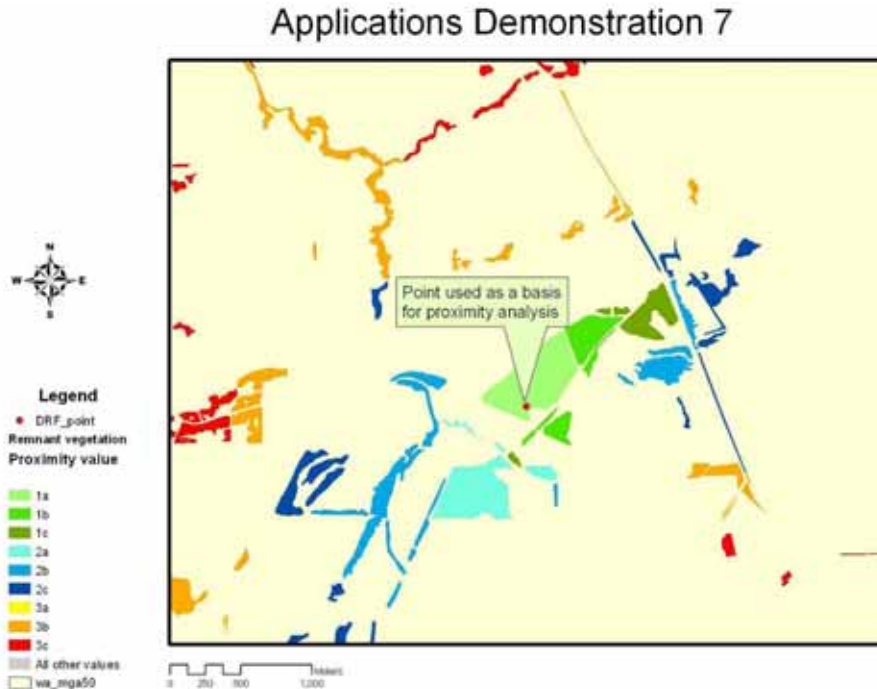 Applications Demonstration 7
Point used as a basis
for proximity analysis
N
W E
S
Legend
DRF_point
Remnant vegetation
Proximity value
1a
1b
1c
2a
2b
2c
3a
3b
3c
All other values
wa_mga50
Meters
0 250 500 1,000